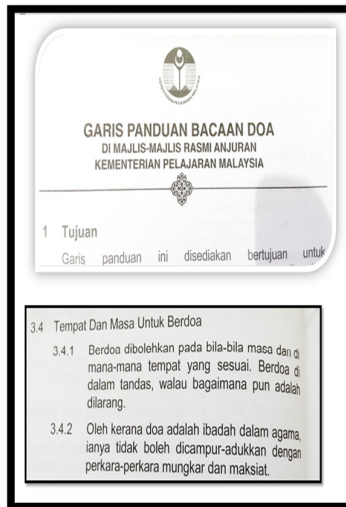 GARIS PANDUAN BACAAN DOA
DI MAJLIS-MAJLIS RASMI ANJURAN
KEMENTERIAN PELAJARAN MALAYSIA
1 Tujuan
Garis panduan ini disediakan bertujuan untuk
3.4 Tempat Dan Masa Untuk Berdoa
3.4.1 Berdoa dibolehkan pada bila-bila masa dan di
mana-mana tempat yang sesuai. Berdoa di
dalam tandas, walau bagaimana pun adalah
dilarang.
3.4.2 Oleh kerana doa adalah ibadah dalam agama,
ianya tidak boleh dicampur-adukkan dengan
perkara-perkara mungkar dan maksiat.